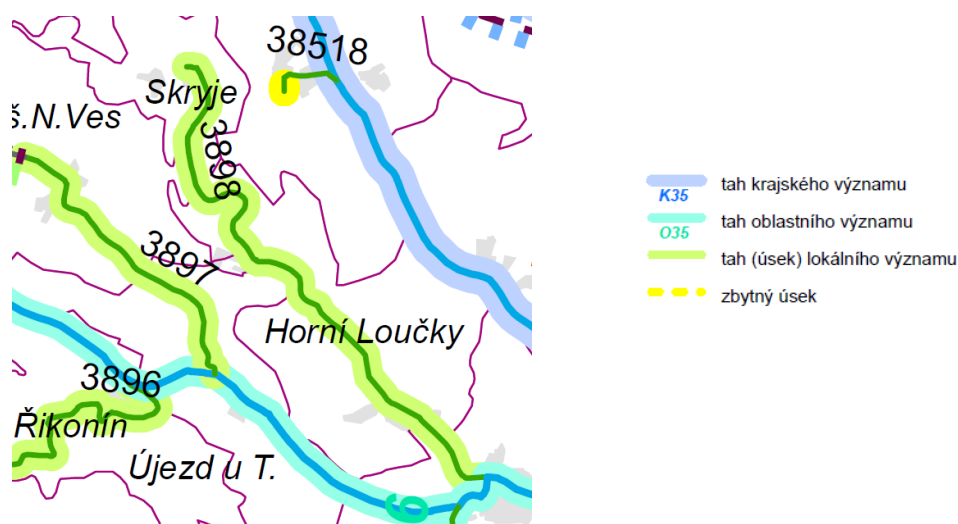 38518
Skryje
š.N.Ves
3898
3897
Horní Loučky
3896
Řikonín
Újezd u T.
tah krajského významu
K35
tah oblastního významu
O35
tah (úsek) lokálního významu
zbytný úsek